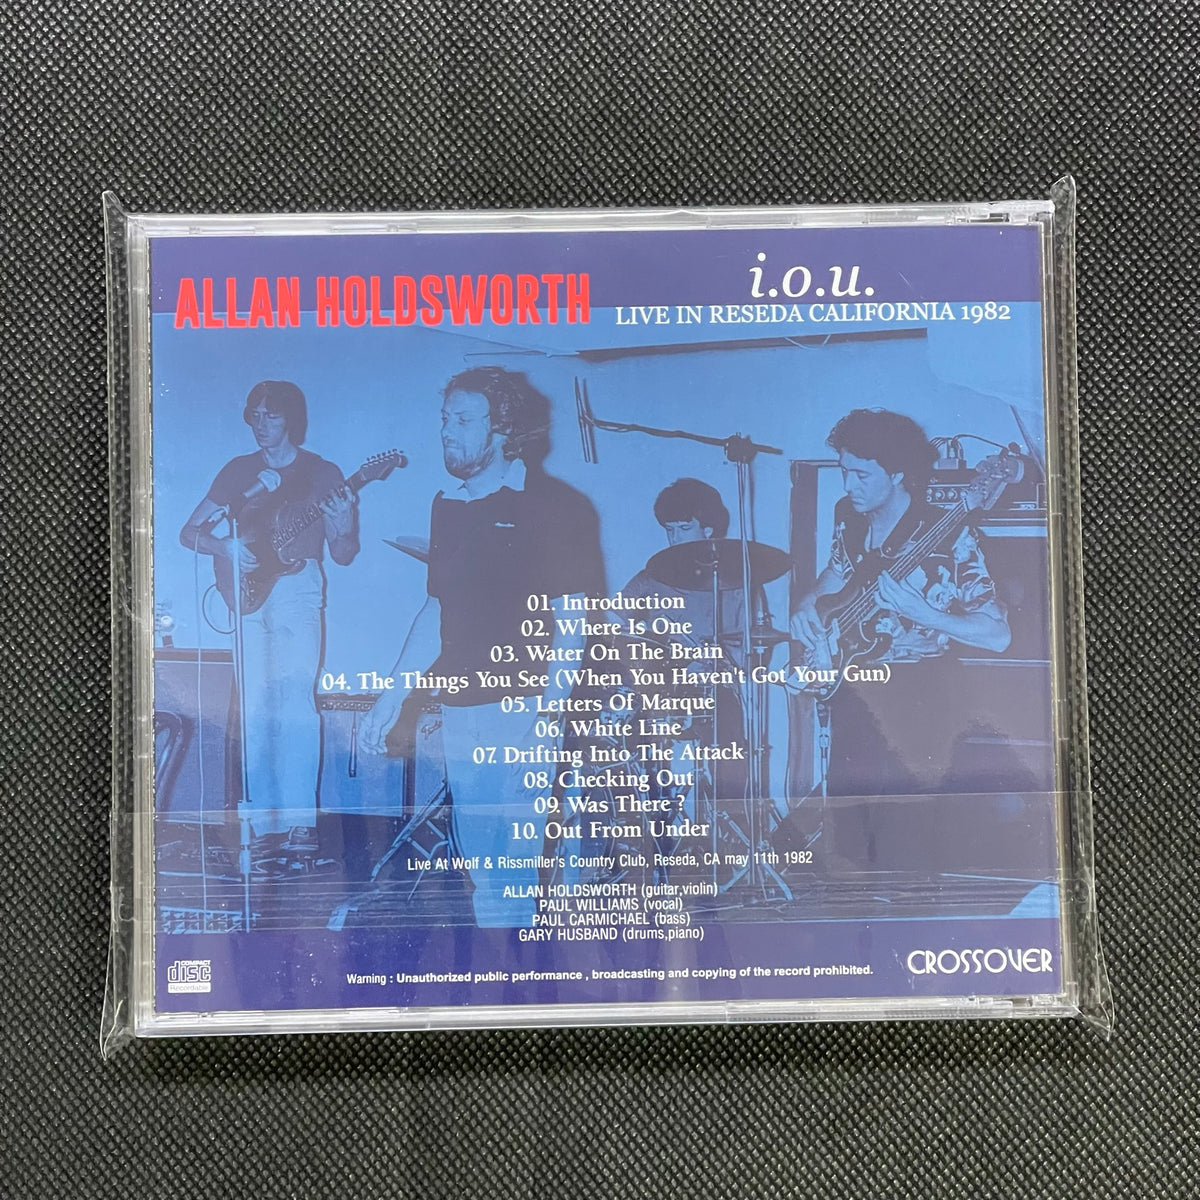 ALLAN HOLDSWORTH
i.o.u.
LIVE IN RESEDA CALIFORNIA 1982
01. Introduction
02. Where Is One
03. Water On The Brain
04. The Things You See (When You Haven't Got Your Gun)
05. Letters Of Marque
06. White Line
07. Drifting Into The Attack
08. Checking Out
09. Was There ?
10. Out From Under
Live At Wolf & Rissmiller's Country Club, Reseda, CA may 11th 1982
ALLAN HOLDSWORTH (guitar,violin)
PAUL WILLIAMS (vocal)
PAUL CARMICHAEL (bass)
GARY HUSBAND (drums,piano)
COMPACT
disc
Recordable
Warning : Unauthorized public performance , broadcasting and copying of the record prohibited.
CROSSOVER